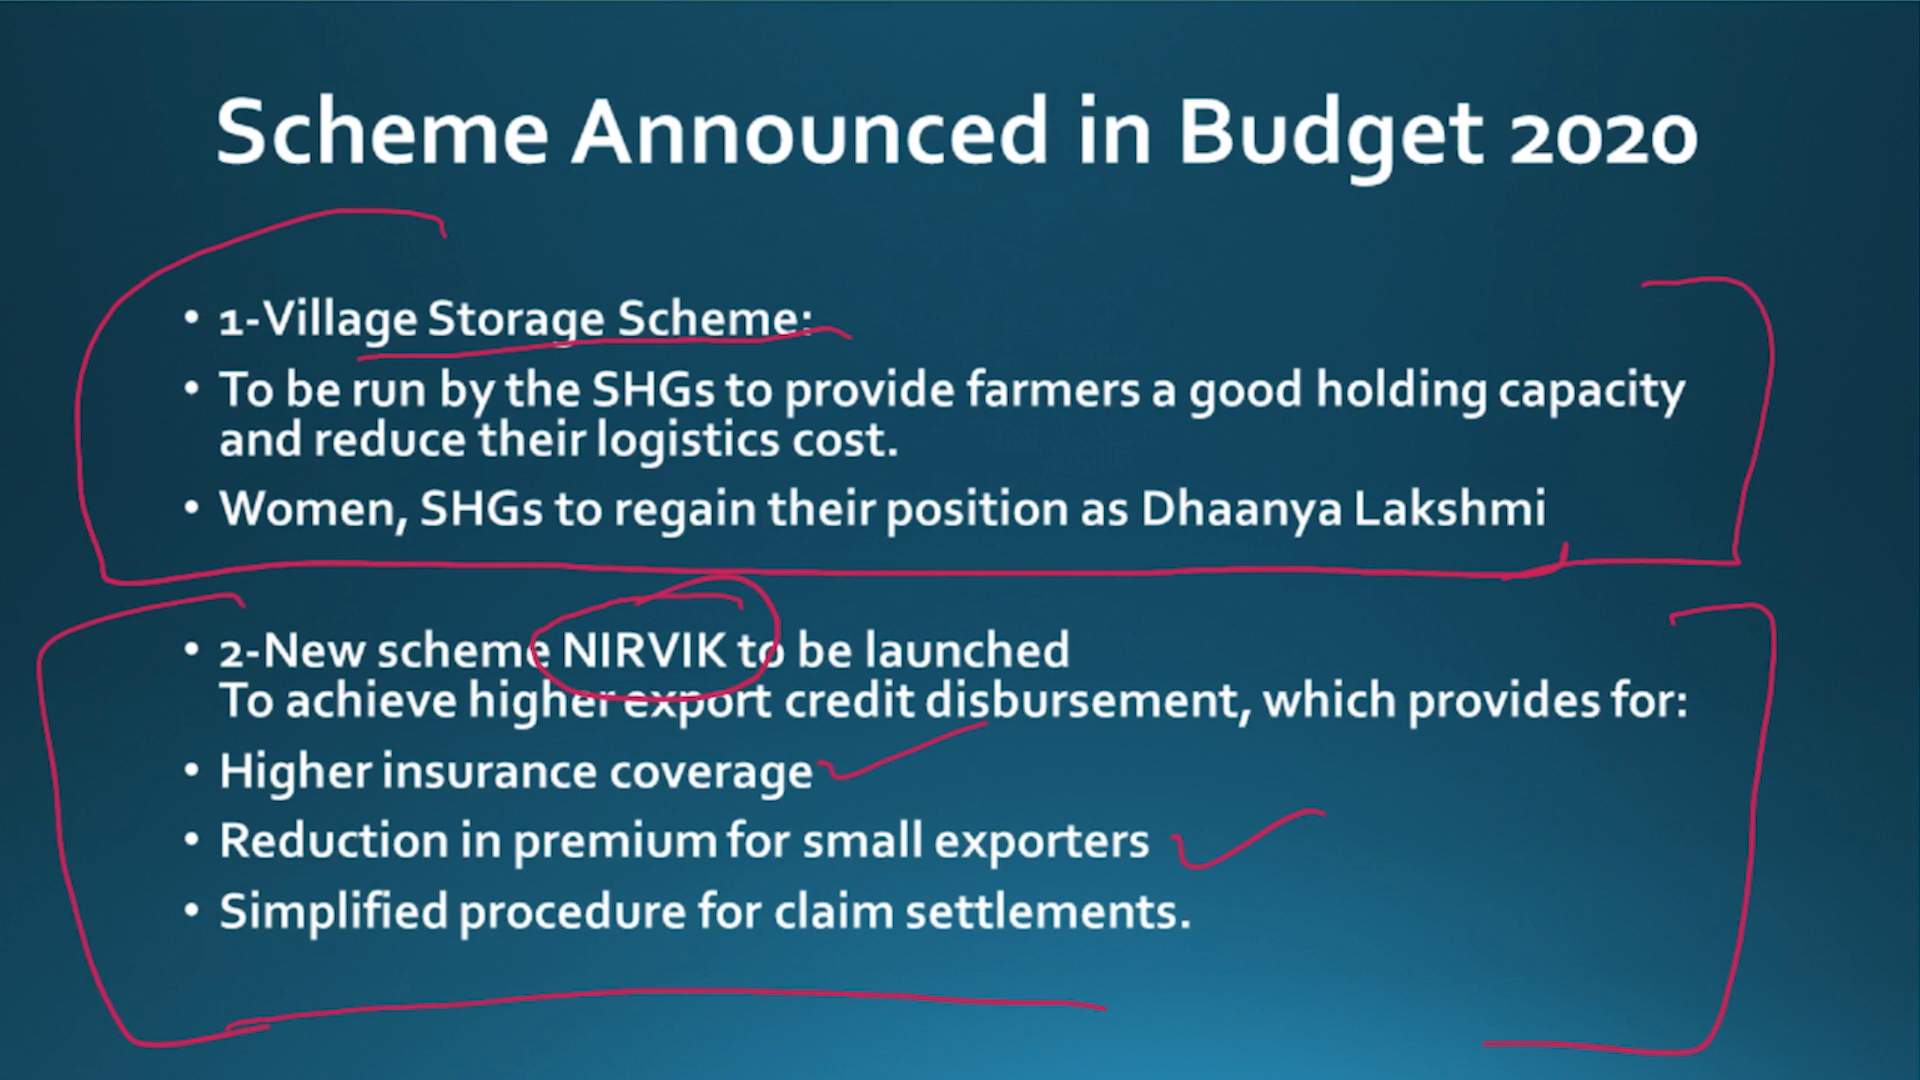 Scheme Announced in Budget 2020
• 1-Village Storage Scheme:
• To be run by the SHGs to provide farmers a good holding capacity
and reduce their logistics cost.
• Women, SHGs to regain their position as Dhaanya Lakshmi
• 2-New scheme NIRVIK to be launched
To achieve higher export credit disbursement, which provides for:
• Higher insurance coverage
• Reduction in premium for small exporters
• Simplified procedure for claim settlements.